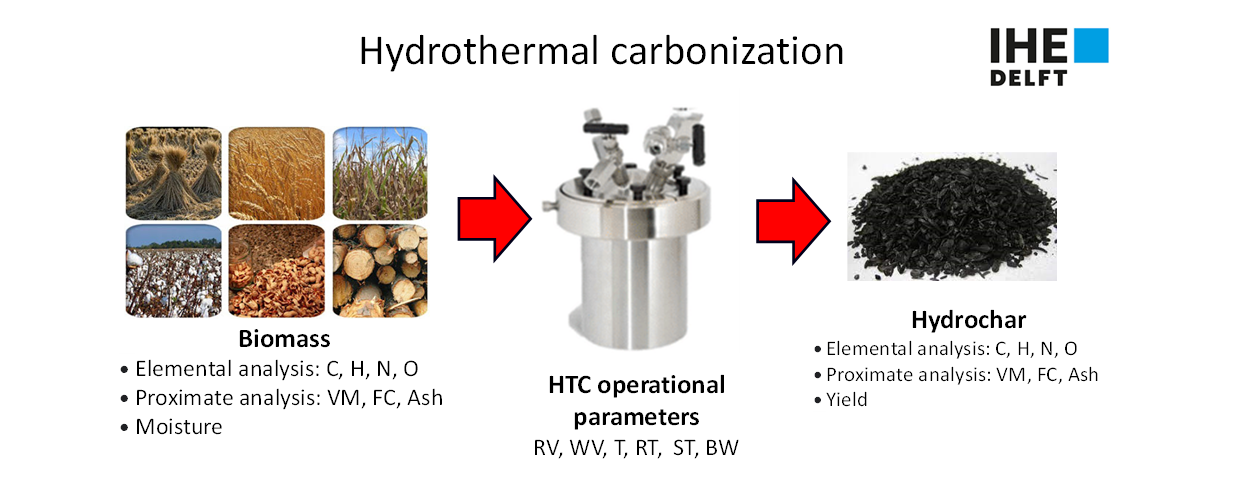 Hydrothermal carbonization
IHE
DELFT
Biomass
• Elemental analysis: C, H, N, O
• Proximate analysis: VM, FC, Ash
• Moisture
HTC operational
parameters
RV, WV, T, RT, ST, BW
Hydrochar
• Elemental analysis: C, H, N, O
• Proximate analysis: VM, FC, Ash
• Yield